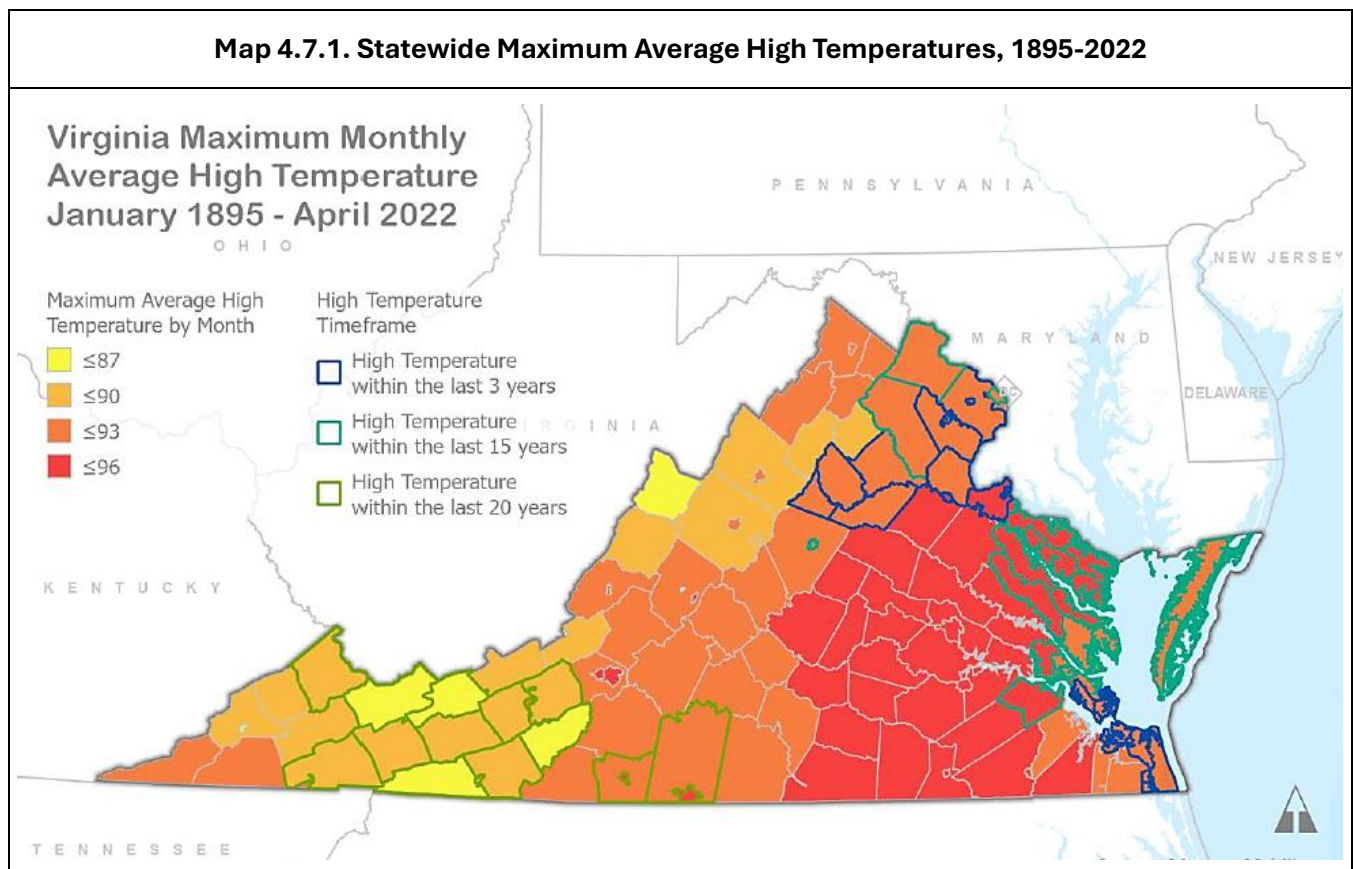 Map 4.7.1. Statewide Maximum Average High Temperatures, 1895-2022
Virginia Maximum Monthly
Average High Temperature
January 1895 - April 2022
OHIO
PENNSYLVANIA
NEW JERSEY
MARYLAND
DELAWARE
Maximum Average High
Temperature by Month
≤87
≤90
≤93
≤96
High Temperature
Timeframe
High Temperature
within the last 3 years
High Temperature
within the last 15 years
High Temperature
within the last 20 years
IRGINIA
KENTUCKY
TENNESSEE